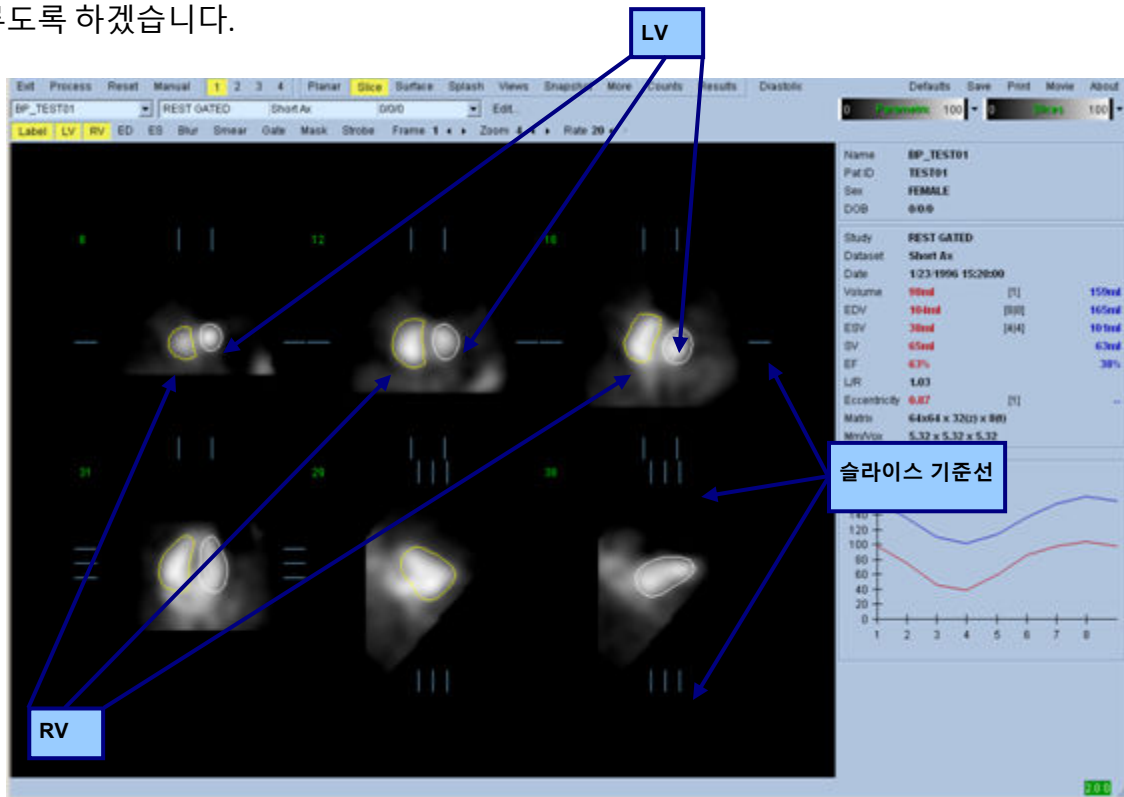 도록 하겠습니다.
LV
Exit Process Reset Manual 1 2 3 4 Planar Slice Surface Splash Views Snapshot More Counts Results Diastolic Defaults Save Print Movie About
BP_TEST01 REST GATED Short Ax 0/0/0 Edit...
0 Parametric 100 0 Slices 100
Label LV RV ED ES Blur Smear Gate Mask Strobe Frame 1 Zoom 4 Rate 20
Name BP_TEST01
Pat ID TEST01
Sex FEMALE
DOB 0/0/0
8 12 16
Study REST GATED
Dataset Short Ax
Date 1/23/1996 15:20:00
Volume 98ml [1] 159ml
EDV 104ml [8|8] 165ml
ESV 38ml [4|4] 101ml
SV 65ml 63ml
EF 63% 38%
L/R 1.03
Eccentricity 0.87 [1] --
Matrix 64x64 x 32(z) x 8(t)
Mm/Vox 5.32 x 5.32 x 5.32
31 29 38
슬라이스 기준선
140
120
100
80
60
40
20
0
1 2 3 4 5 6 7 8
RV